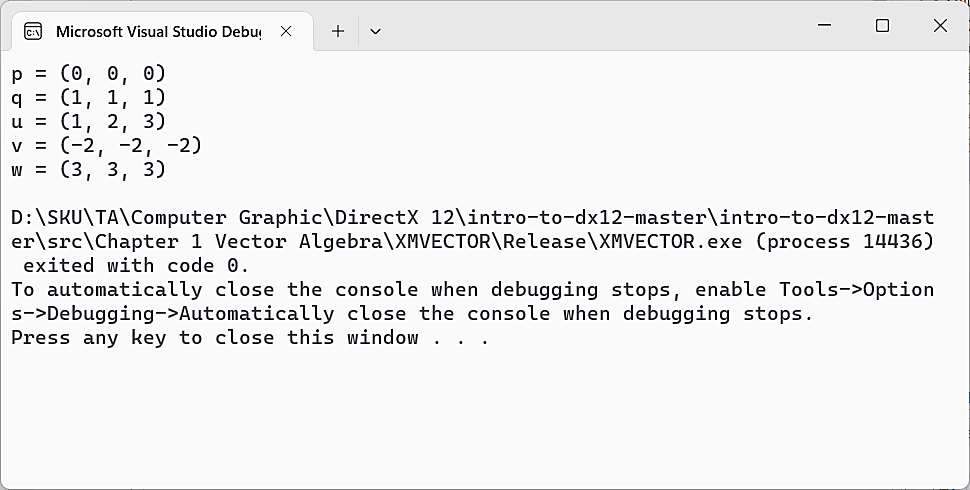 Microsoft Visual Studio Debu
p = (0, 0, 0)
q = (1, 1, 1)
u = (1, 2, 3)
v = (-2, -2, -2)
w = (3, 3, 3)
D:\SKU\TA\Computer Graphic\DirectX 12\intro-to-dx12-master\intro-to-dx12-mast
er\src\Chapter 1 Vector Algebra\XMVECTOR\Release\XMVECTOR.exe (process 14436)
exited with code 0.
To automatically close the console when debugging stops, enable Tools->Option
s->Debugging->Automatically close the console when debugging stops.
Press any key to close this window . . .